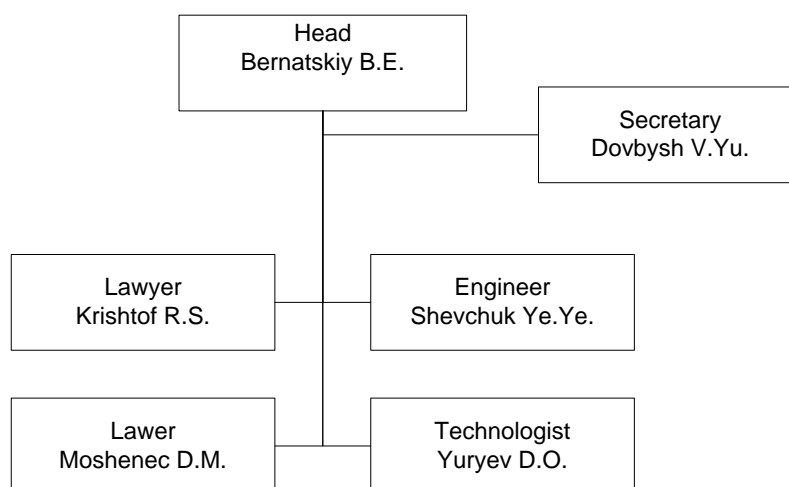 Head
Bernatskiy B.E.
Secretary
Dovbysh V.Yu.
Lawyer
Krishtof R.S.
Engineer
Shevchuk Ye.Ye.
Lawer
Moshenec D.M.
Technologist
Yuryev D.O.